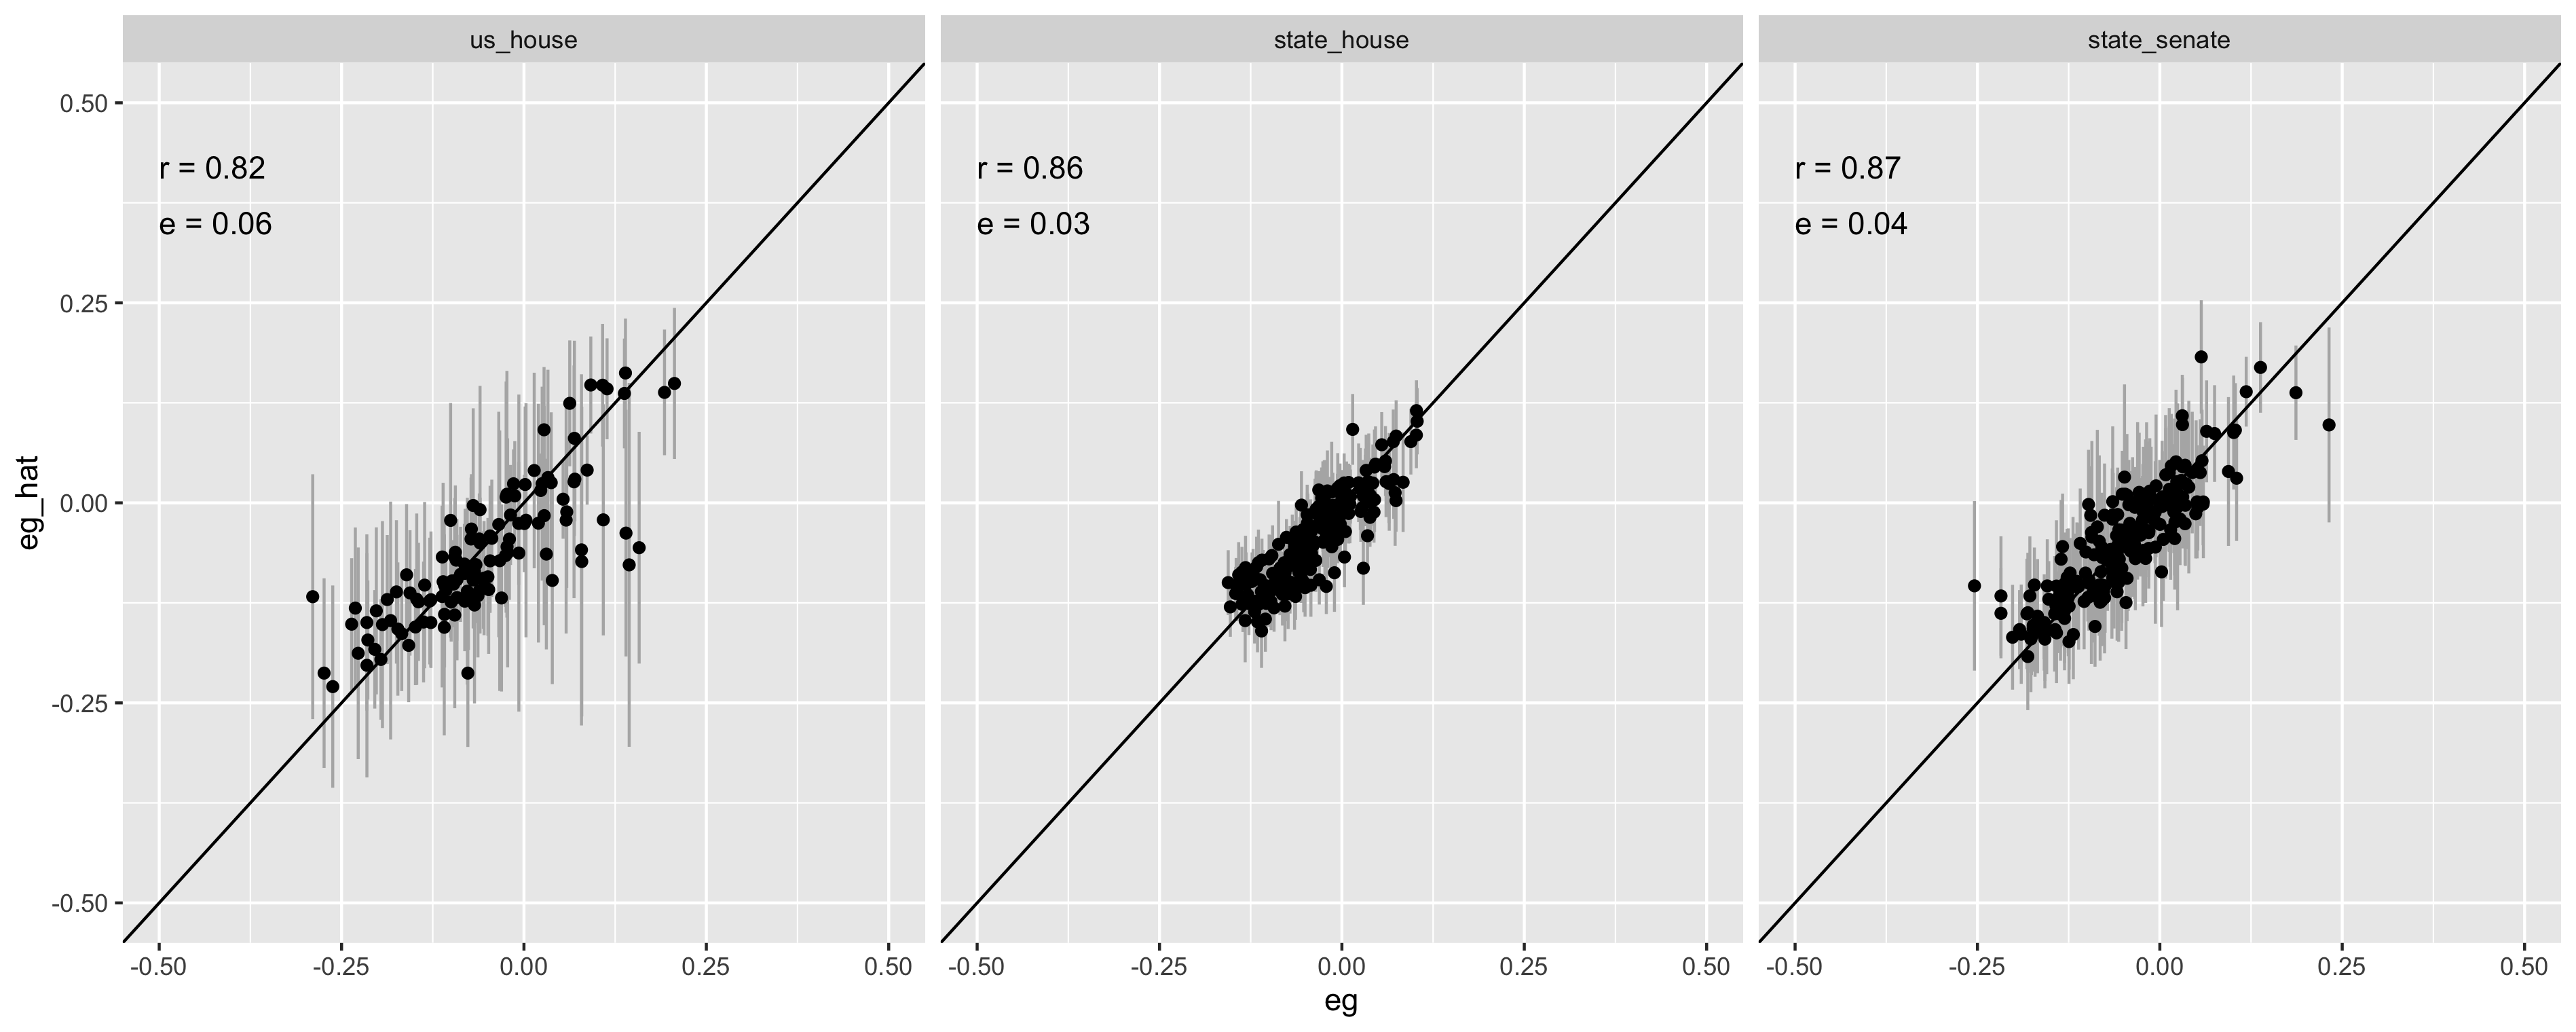 us_house
state_house
state_senate
eg_hat
0.50
0.25
0.00
-0.25
-0.50
r = 0.82
e = 0.06
r = 0.86
e = 0.03
r = 0.87
e = 0.04
-0.50 -0.25 0.00 0.25 0.50
-0.50 -0.25 0.00 0.25 0.50
-0.50 -0.25 0.00 0.25 0.50
eg